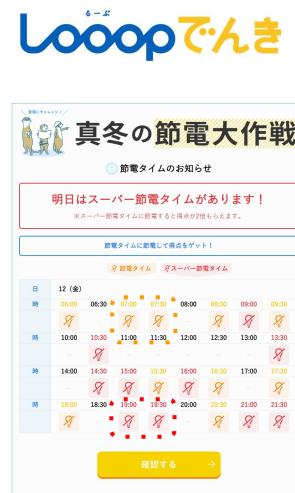 るーぷ
Looopでんき
節電にチャレンジ!
真冬の節電大作戦
節電タイムのお知らせ
明日はスーパー節電タイムがあります!
※スーパー節電タイムに節電すると得点が2倍もらえます。
節電タイムに節電して得点をゲット!
節電タイム スーパー節電タイム
日 12(金)
時 06:00 06:30 07:00 07:30 08:00 08:30 09:00 09:30
時 10:00 10:30 11:00 11:30 12:00 12:30 13:00 13:30
時 14:00 14:30 15:00 15:30 16:00 16:30 17:00 17:30
時 18:00 18:30 19:00 19:30 20:00 20:30 21:00 21:30
確認する